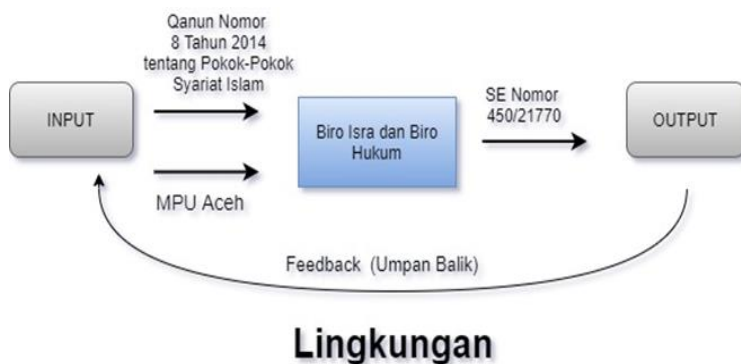 Qanun Nomor
8 Tahun 2014
tentang Pokok-Pokok
Syariat Islam
INPUT
MPU Aceh
Biro Isra dan Biro
Hukum
SE Nomor
450/21770
OUTPUT
Feedback (Umpan Balik)
Lingkungan